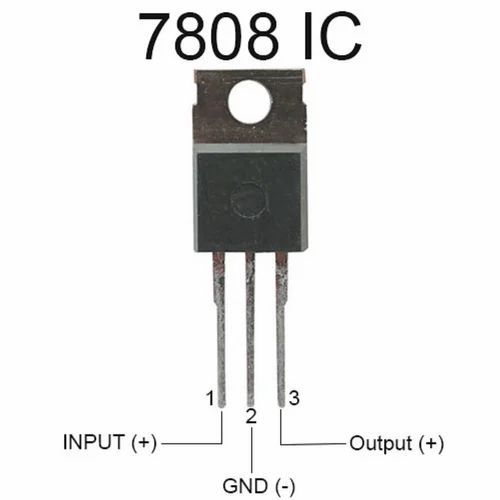 7808 IC
1
2
3
INPUT (+)
Output (+)
GND (-)